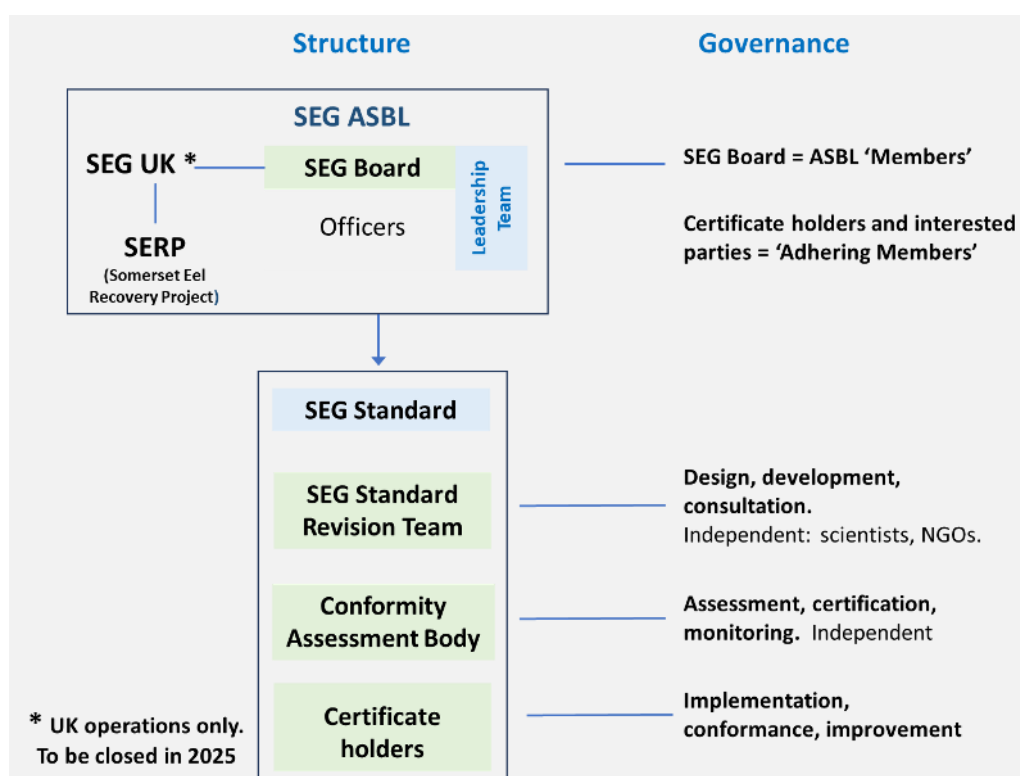 Structure
Governance
SEG ASBL
SEG UK *
SEG Board
Leadership
Team
Officers
SERP
(Somerset Eel
Recovery Project)
SEG Board = ASBL ‘Members’
Certificate holders and interested
parties = ‘Adhering Members’
SEG Standard
SEG Standard
Revision Team
Design, development,
consultation.
Independent: scientists, NGOs.
Conformity
Assessment Body
Assessment, certification,
monitoring. Independent
Certificate
holders
Implementation,
conformance, improvement
* UK operations only.
To be closed in 2025